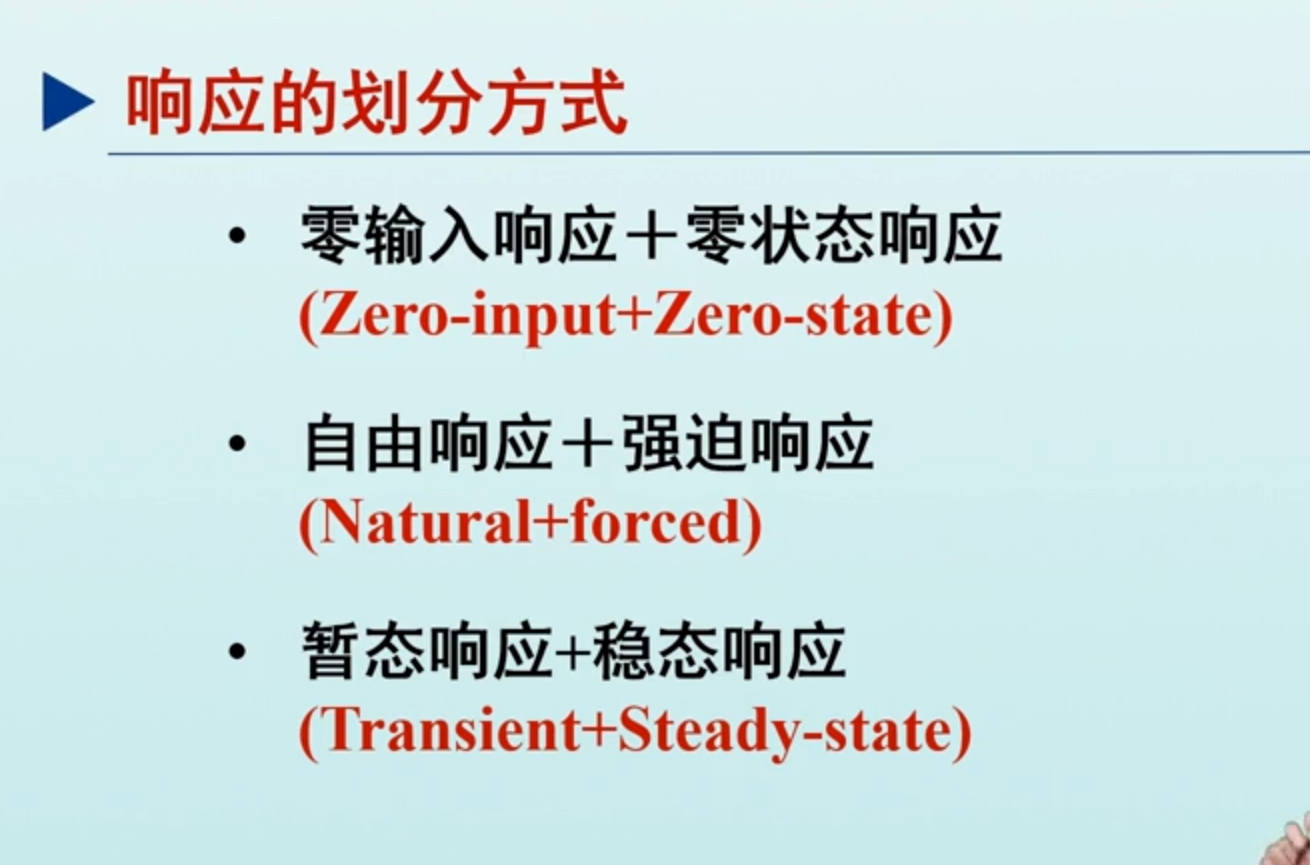 响应的划分方式
• 零输入响应＋零状态响应
(Zero-input+Zero-state)
• 自由响应＋强迫响应
(Natural+forced)
• 暂态响应+稳态响应
(Transient+Steady-state)